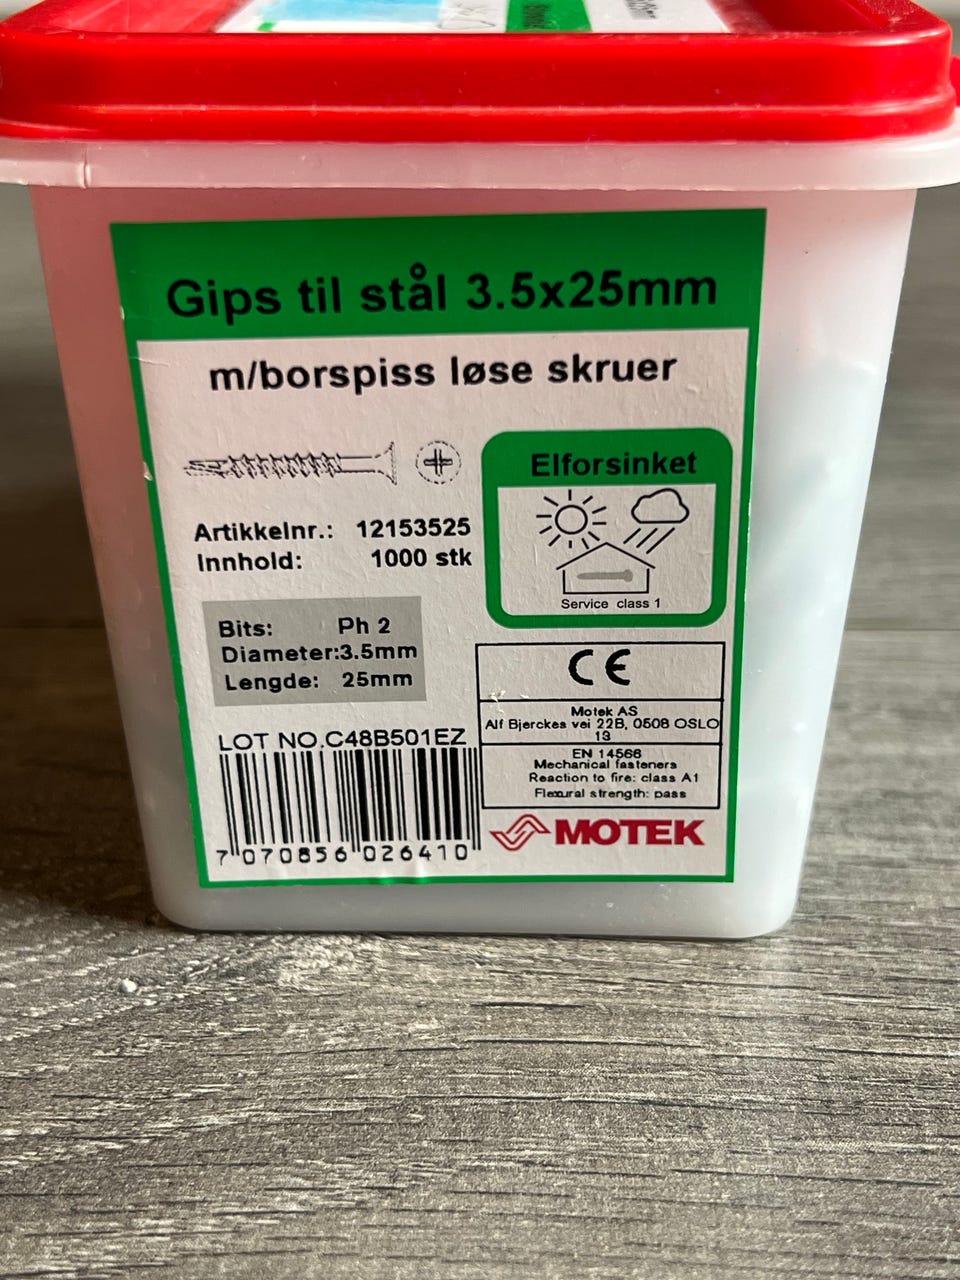 Gips til stål 3.5x25mm
m/borspiss løse skruer
Elforsinket
Service class 1
Artikkelnr.: 12153525
Innhold: 1000 stk
Bits: Ph 2
Diameter:3.5mm
Lengde: 25mm
CE
Motek AS
Alf Bjerckes vei 22B, 0508 OSLO
13
EN 14566
Mechanical fasteners
Reaction to fire: class A1
Flexural strength: pass
LOT NO.C48B501EZ
7 070856 026410
MOTEK